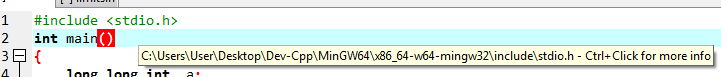 1 #include <stdio.h>
2 int main()
C:\Users\User\Desktop\Dev-Cpp\MinGW64\x86_64-w64-mingw32\include\stdio.h - Ctrl+Click for more info
3 {
4 long long int a;